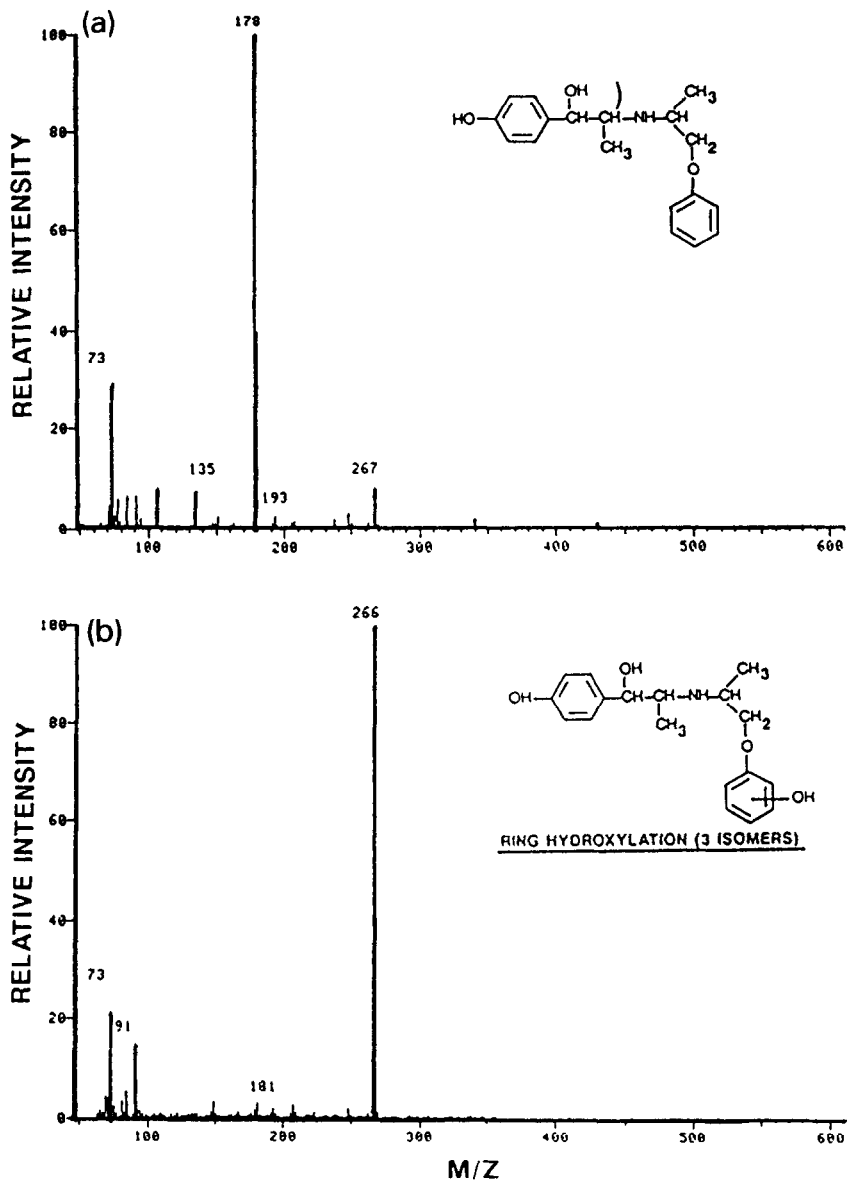 (a)
178
100
80
60
40
20
0
RELATIVE INTENSITY
73
135
193
267
100
200
300
400
500
600
OH
HO
CH
CH
NH
CH
CH3
CH3
CH2
O
(b)
266
100
80
60
40
20
0
RELATIVE INTENSITY
73
91
181
100
200
300
400
500
600
OH
OH
CH
CH
NH
CH
CH3
CH3
CH2
O
OH
RING HYDROXYLATION (3 ISOMERS)
M/Z